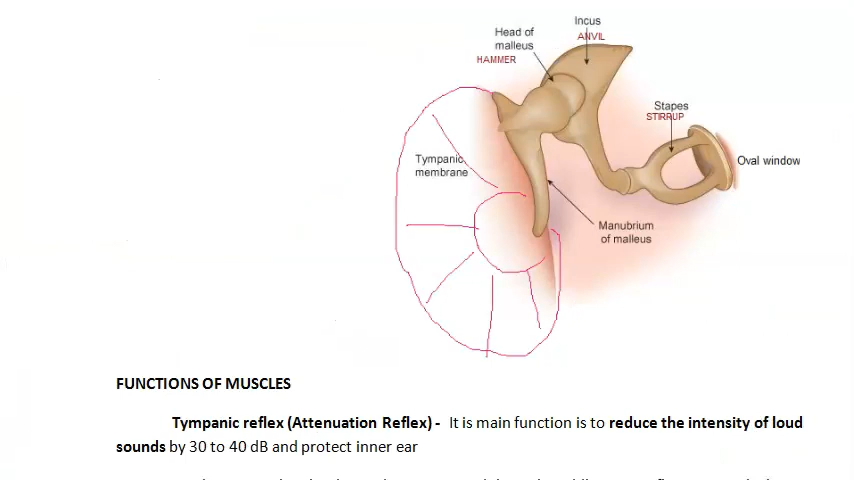 Incus
ANVIL
Head of
malleus
HAMMER
Stapes
STIRRUP
Tympanic
membrane
Oval window
Manubrium
of malleus
FUNCTIONS OF MUSCLES
Tympanic reflex (Attenuation Reflex) - It is main function is to reduce the intensity of loud
sounds by 30 to 40 dB and protect inner ear